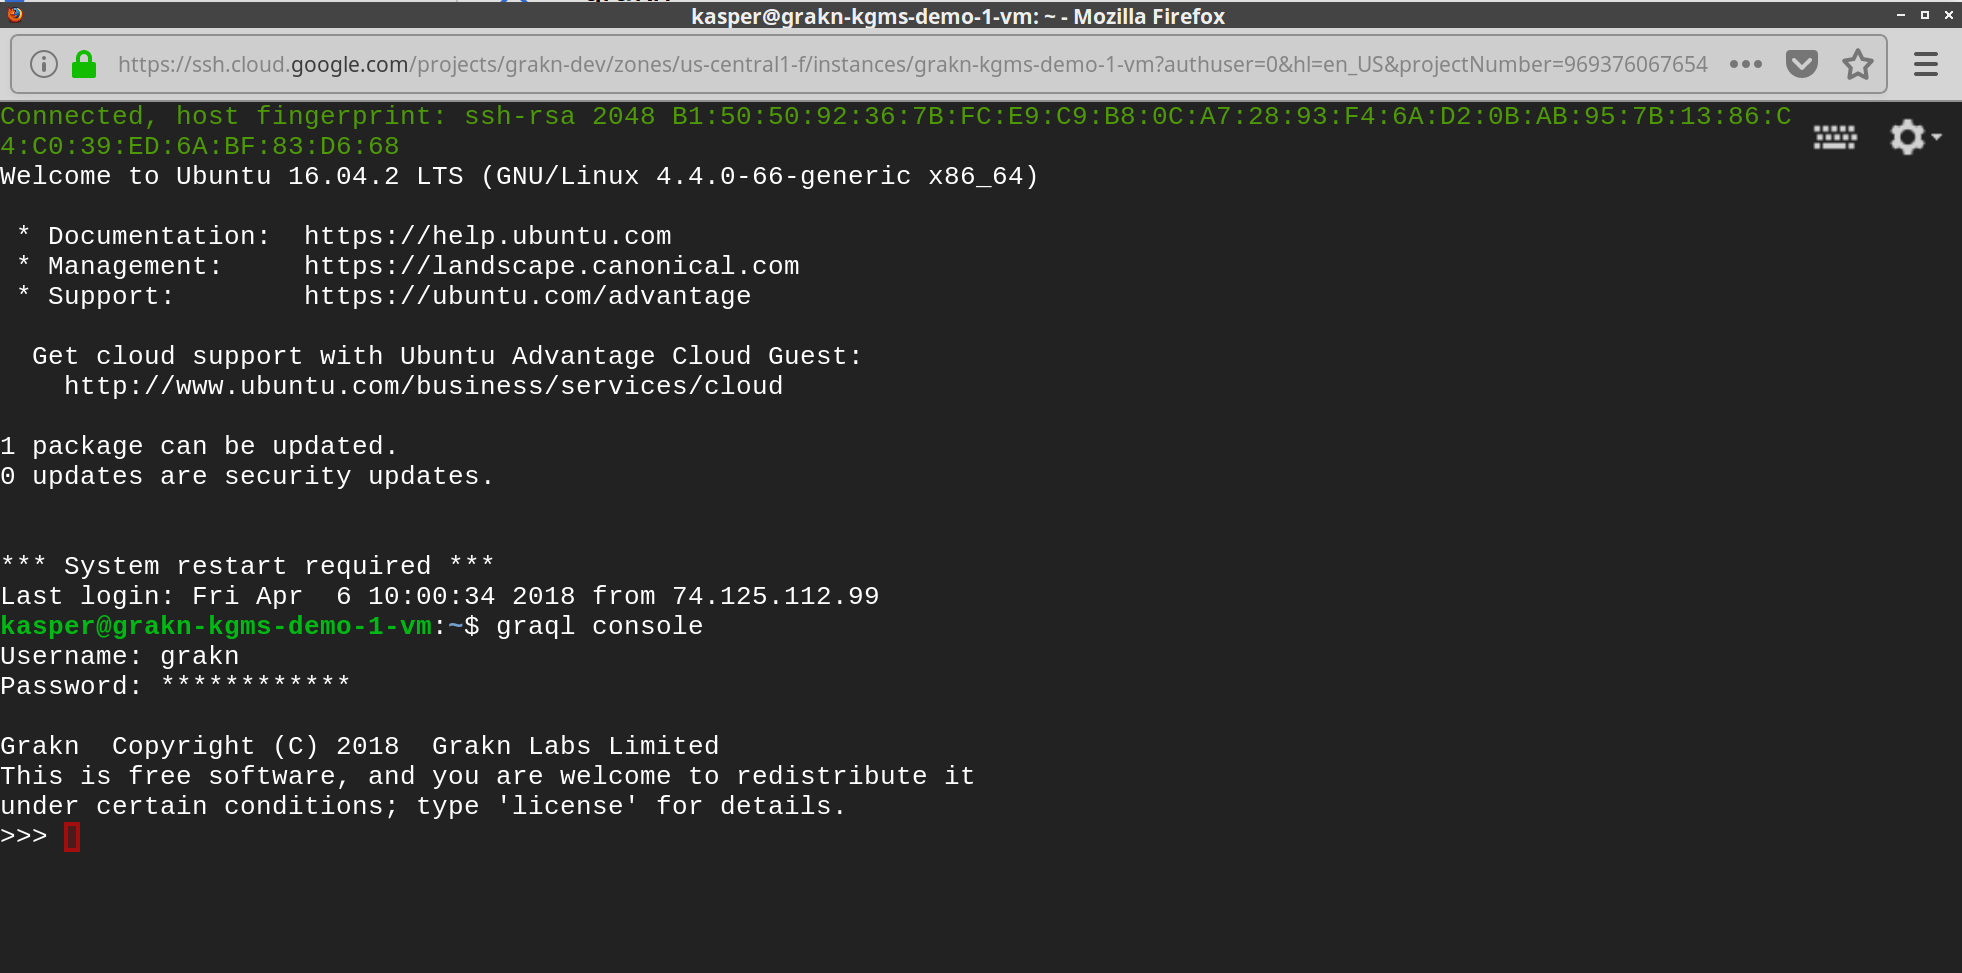 kasper@grakn-kgms-demo-1-vm: ~ - Mozilla Firefox
https://ssh.cloud.google.com/projects/grakn-dev/zones/us-central1-f/instances/grakn-kgms-demo-1-vm?authuser=0&hl=en_US&projectNumber=969376067654
Connected, host fingerprint: ssh-rsa 2048 B1:50:50:92:36:7B:FC:E9:C9:B8:0C:A7:28:93:F4:6A:D2:0B:AB:95:7B:13:86:C
4:C0:39:ED:6A:BF:83:D6:68
Welcome to Ubuntu 16.04.2 LTS (GNU/Linux 4.4.0-66-generic x86_64)
 * Documentation:  https://help.ubuntu.com
 * Management:     https://landscape.canonical.com
 * Support:        https://ubuntu.com/advantage
  Get cloud support with Ubuntu Advantage Cloud Guest:
    http://www.ubuntu.com/business/services/cloud
1 package can be updated.
0 updates are security updates.
*** System restart required ***
Last login: Fri Apr  6 10:00:34 2018 from 74.125.112.99
kasper@grakn-kgms-demo-1-vm:~$ graql console
Username: grakn
Password: ************
Grakn  Copyright (C) 2018  Grakn Labs Limited
This is free software, and you are welcome to redistribute it
under certain conditions; type 'license' for details.
>>>